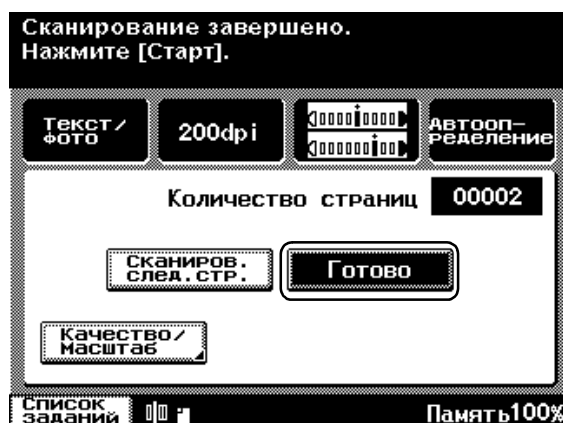 Сканирование завершено.
Нажмите [Старт].
Текст/
Фото
200dpi
Автооп-
ределение
Количество страниц 00002
Сканиров.
след.стр.
Готово
Качество/
Масштаб
Список
заданий
Память100%